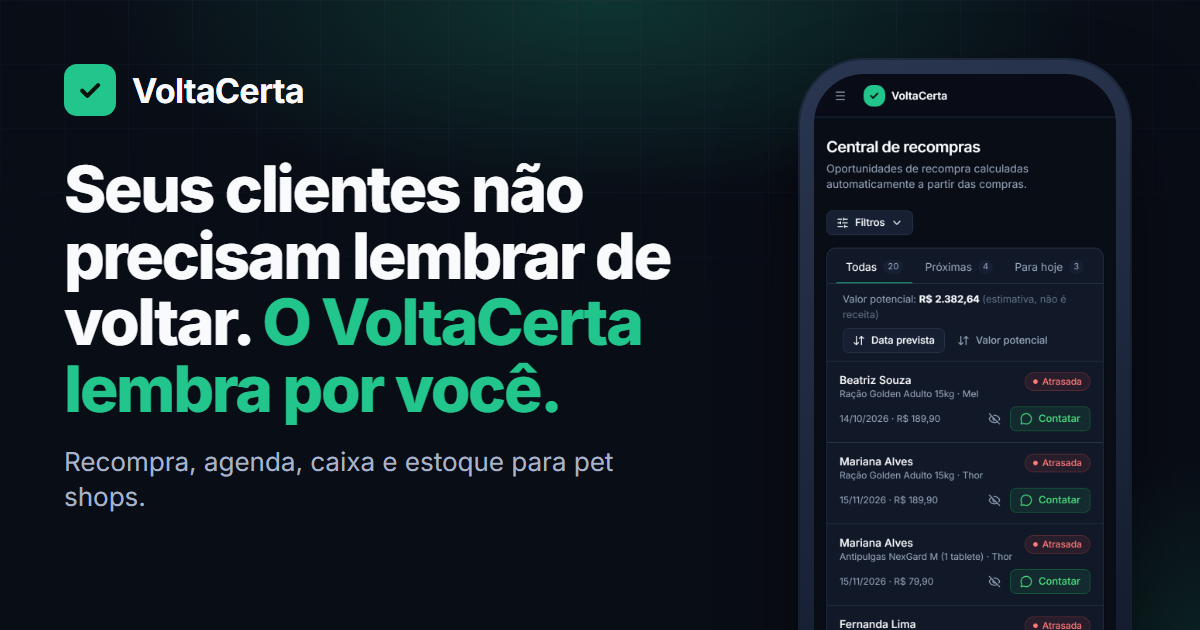 VoltaCerta
Seus clientes não
precisam lembrar de
voltar. O VoltaCerta
lembra por você.
Recompra, agenda, caixa e estoque para pet
shops.
VoltaCerta
Central de recompras
Oportunidades de recompra calculadas
automaticamente a partir das compras.
Filtros
Todas 20 Próximas 4 Para hoje 3
Valor potencial: R$ 2.382,64 (estimativa, não é
receita)
Data prevista Valor potencial
Beatriz Souza Atrasada
Ração Golden Adulto 15kg · Mel
14/10/2026 · R$ 189,90 Contatar
Mariana Alves Atrasada
Ração Golden Adulto 15kg · Thor
15/11/2026 · R$ 189,90 Contatar
Mariana Alves Atrasada
Antipulgas NexGard M (1 tablete) · Thor
15/11/2026 · R$ 79,90 Contatar
Fernanda Lima Atrasada